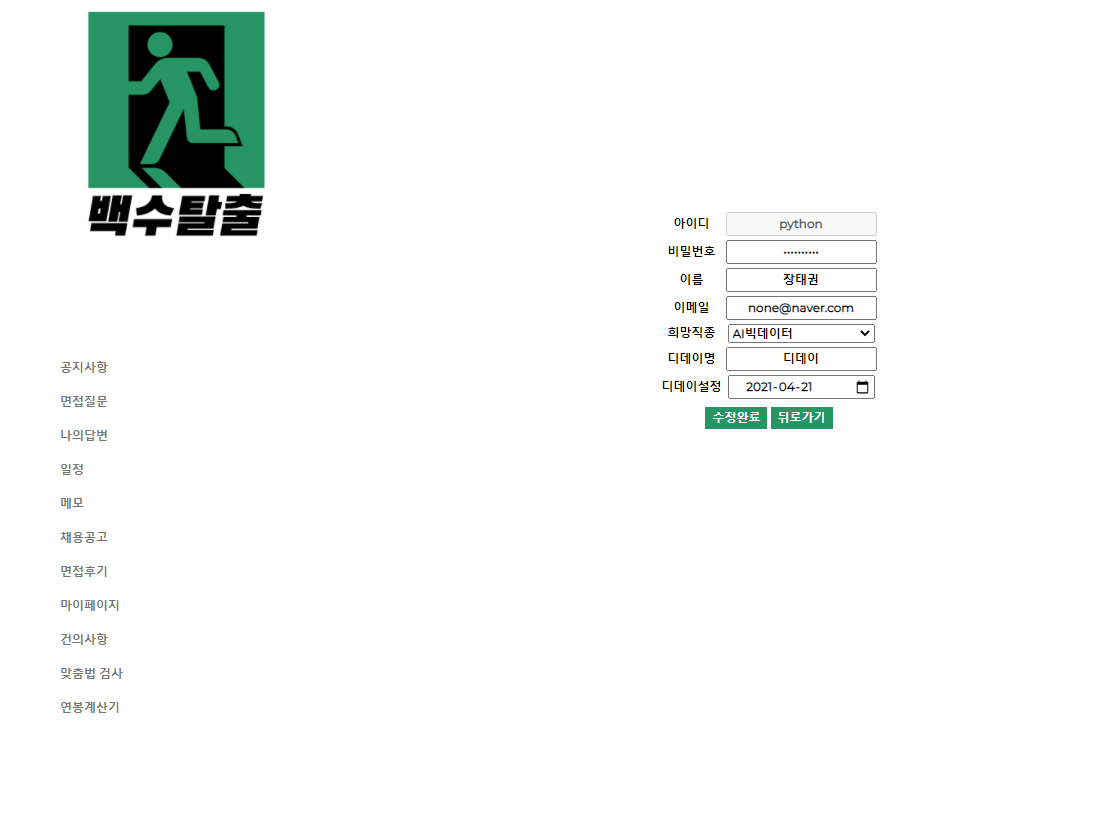 백수탈출
공지사항
면접질문
나의답변
일정
메모
채용공고
면접후기
마이페이지
건의사항
맞춤법 검사
연봉계산기
아이디 python
비밀번호 ··········
이름 장태권
이메일 none@naver.com
희망직종 AI빅데이터
디데이명 디데이
디데이설정 2021-04-21
수정완료 뒤로가기